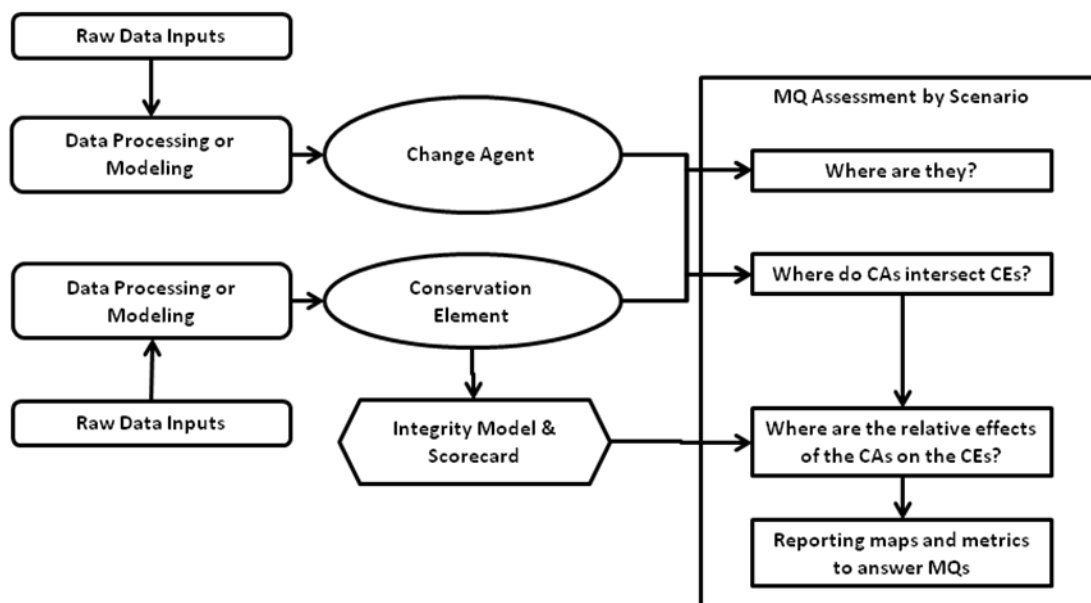 Raw Data Inputs
Data Processing or
Modeling
Change Agent
Data Processing or
Modeling
Conservation
Element
Raw Data Inputs
Integrity Model &
Scorecard
MQ Assessment by Scenario
Where are they?
Where do CAs intersect CEs?
Where are the relative effects
of the CAs on the CEs?
Reporting maps and metrics
to answer MQs